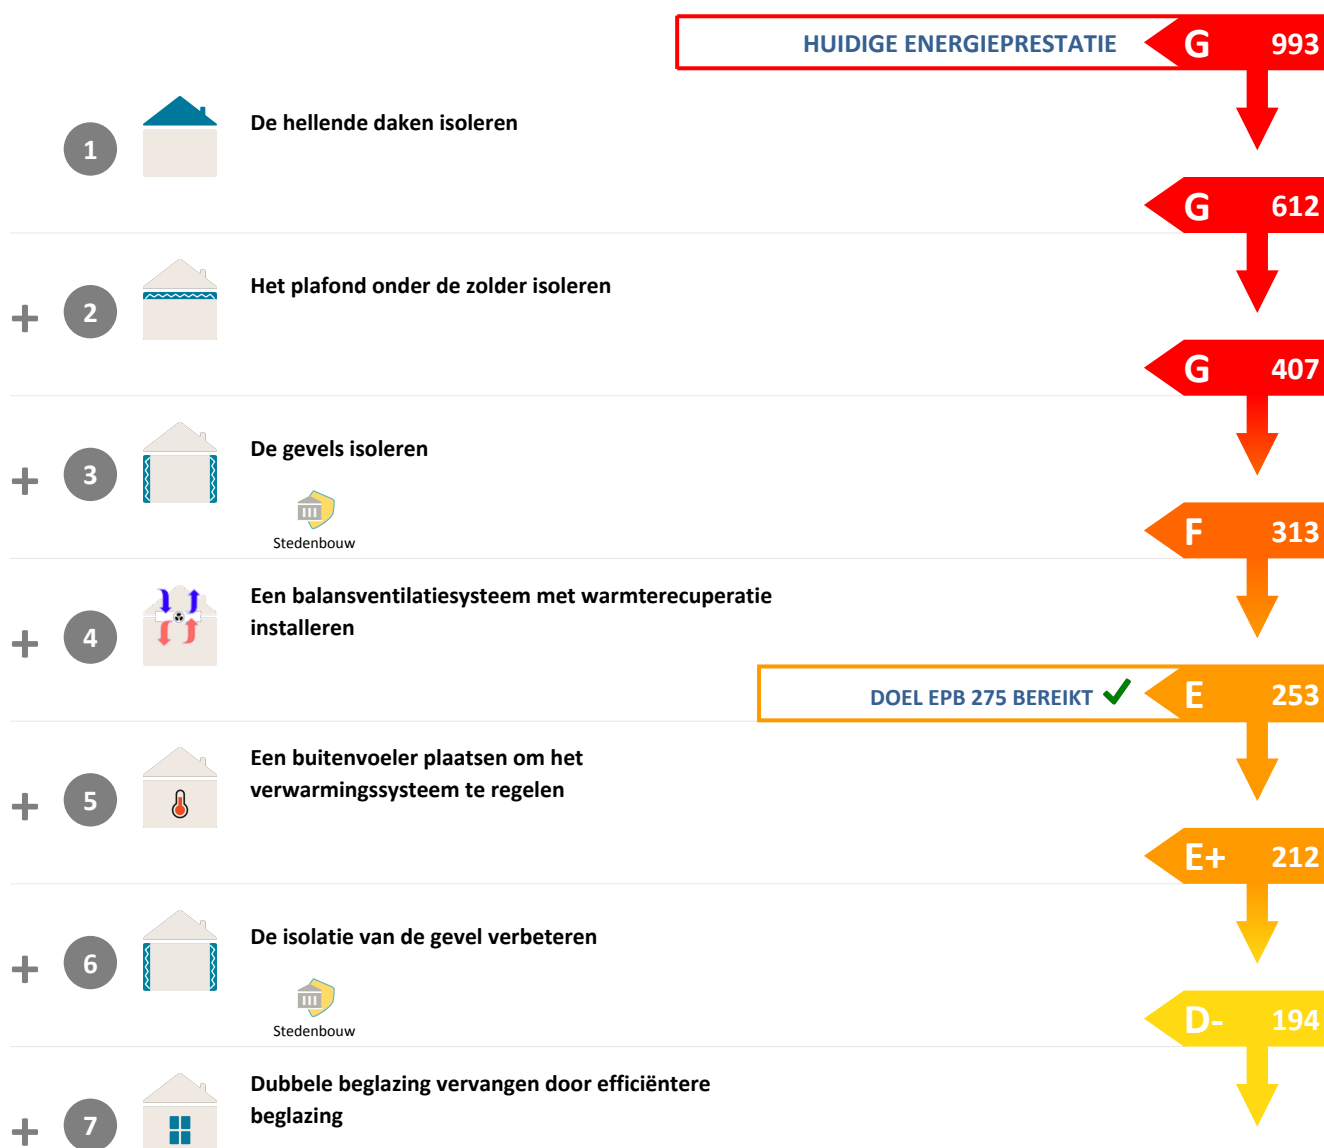 HUIDIGE ENERGIEPRESTATIE G 993
1 De hellende daken isoleren
G 612
+ 2 Het plafond onder de zolder isoleren
G 407
+ 3 De gevels isoleren
Stedenbouw
F 313
+ 4 Een balansventilatiesysteem met warmterecuperatie
installeren
DOEL EPB 275 BEREIKT ✓ E 253
+ 5 Een buitenvoeler plaatsen om het
verwarmingssysteem te regelen
E+ 212
+ 6 De isolatie van de gevel verbeteren
Stedenbouw
D- 194
+ 7 Dubbele beglazing vervangen door efficiëntere
beglazing